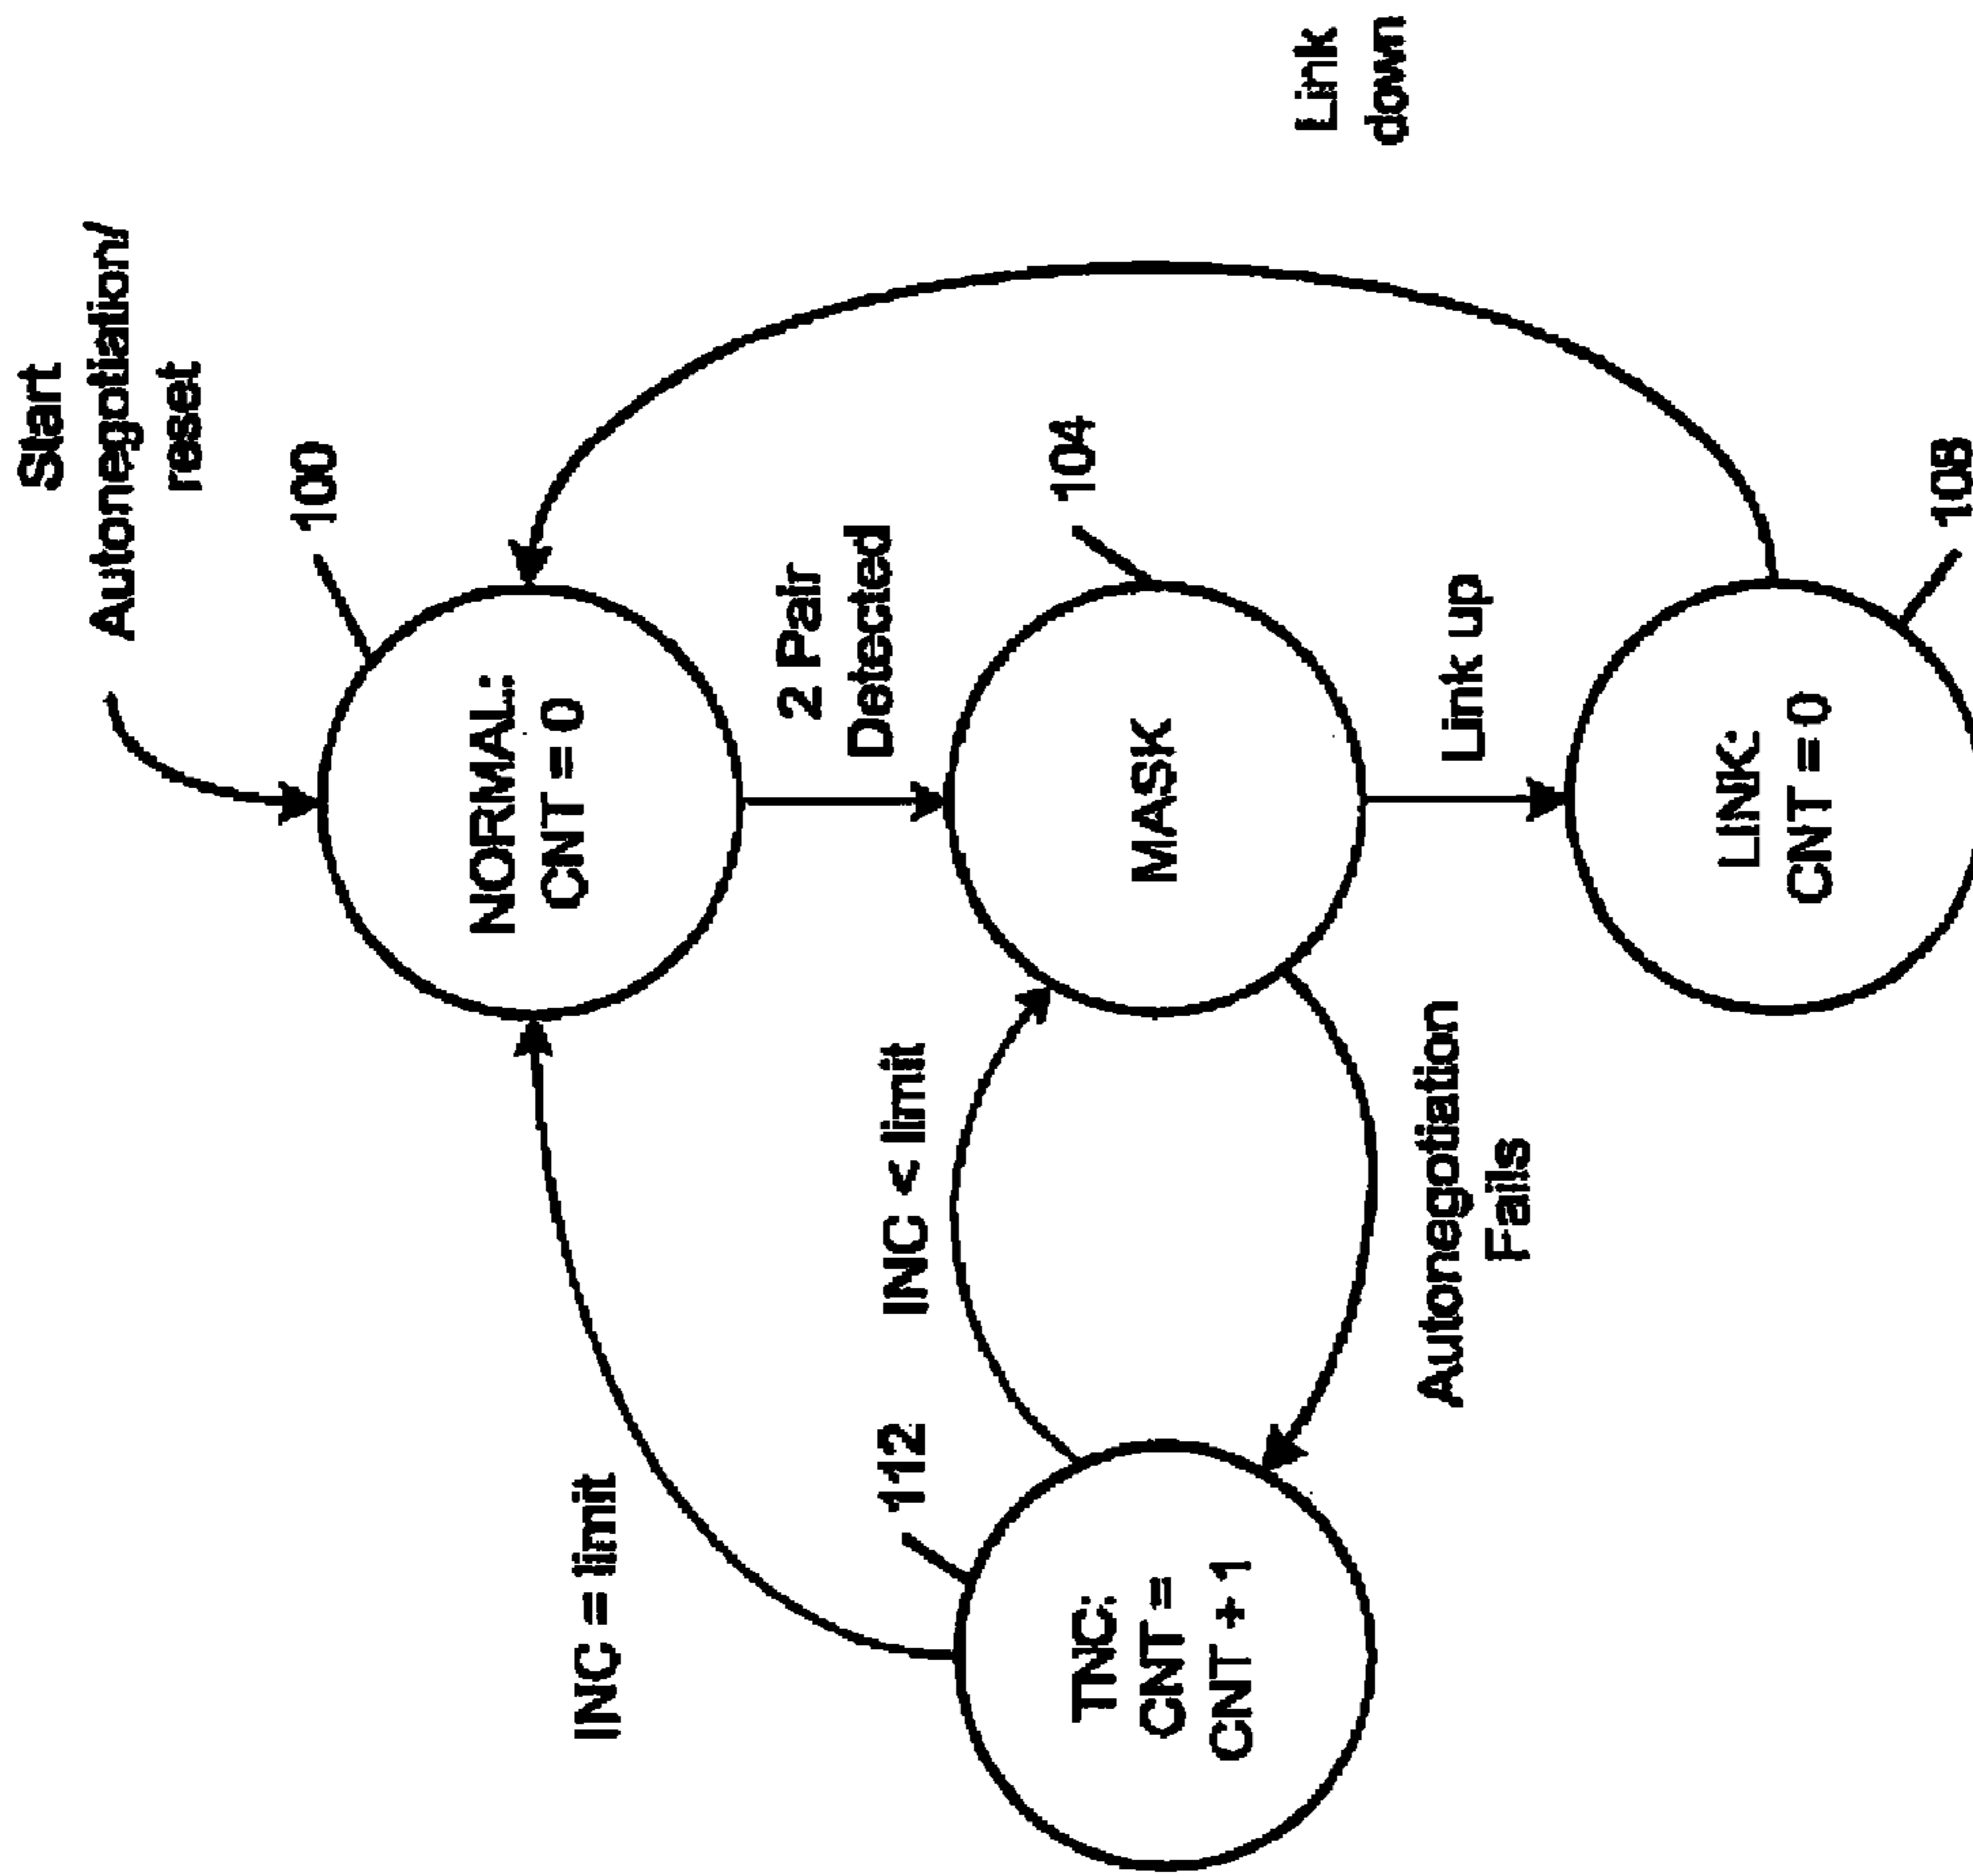 Start
Autonegotiation/
reset
100
NORMAL:
CNT = 0
INC = limit
2 Pair
Detected
112
INC < limit
104
TNC:
CNT =
CNT + 1
MASK
Link
down
Autonegotiation
Fails
Link up
LINK:
CNT = 0
108